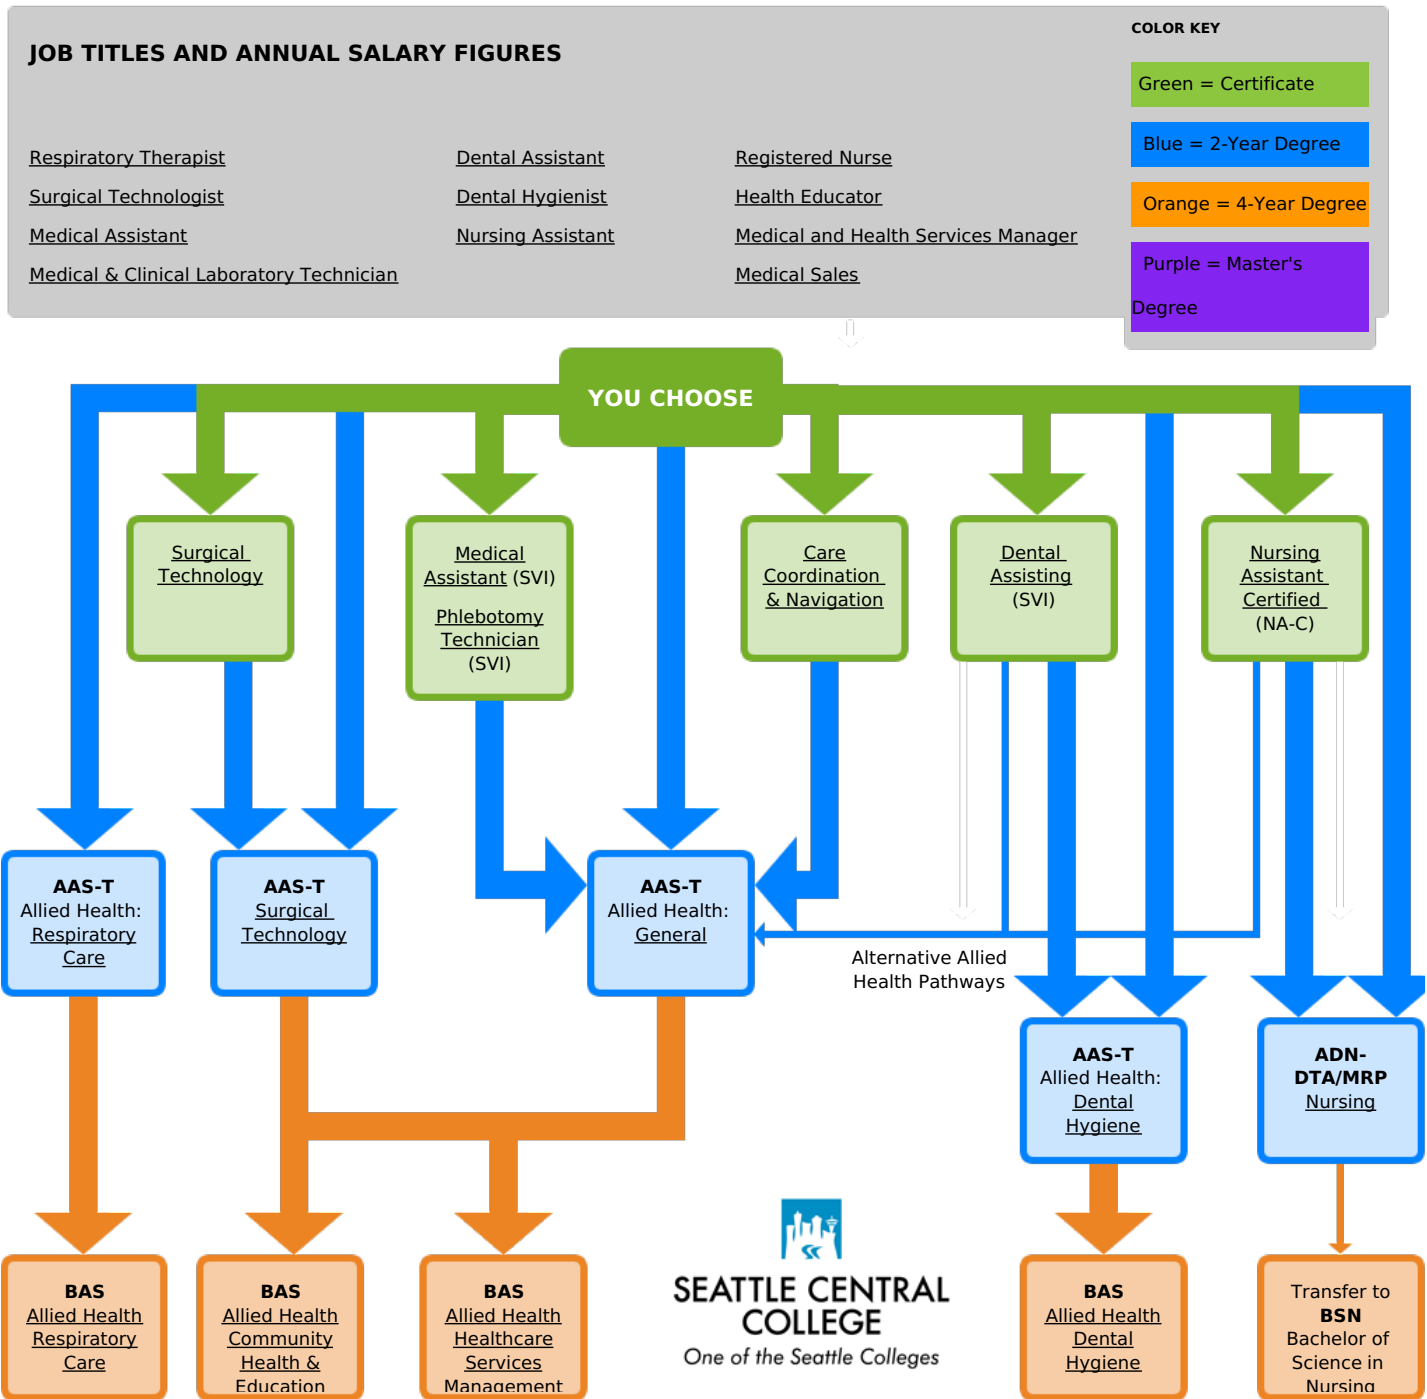 JOB TITLES AND ANNUAL SALARY FIGURES
Respiratory Therapist
Surgical Technologist
Medical Assistant
Medical & Clinical Laboratory Technician
Dental Assistant
Dental Hygienist
Nursing Assistant
Registered Nurse
Health Educator
Medical and Health Services Manager
Medical Sales
COLOR KEY
Green = Certificate
Blue = 2-Year Degree
Orange = 4-Year Degree
Purple = Master's
Degree
YOU CHOOSE
Surgical
Technology
Medical
Assistant (SVI)
Phlebotomy
Technician
(SVI)
Care
Coordination
& Navigation
Dental
Assisting
(SVI)
Nursing
Assistant
Certified
(NA-C)
AAS-T
Allied Health:
Respiratory
Care
AAS-T
Surgical
Technology
AAS-T
Allied Health:
General
Alternative Allied
Health Pathways
AAS-T
Allied Health:
Dental
Hygiene
ADN-
DTA/MRP
Nursing
BAS
Allied Health
Respiratory
Care
BAS
Allied Health
Community
Health &
Education
BAS
Allied Health
Healthcare
Services
Management
SEATTLE CENTRAL
COLLEGE
One of the Seattle Colleges
BAS
Allied Health
Dental
Hygiene
Transfer to
BSN
Bachelor of
Science in
Nursing